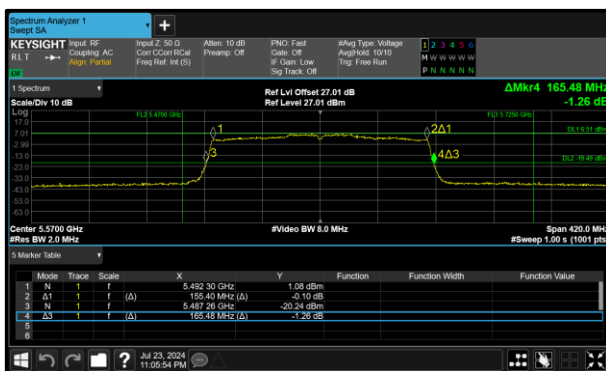 Spectrum Analyzer 1
Swept SA
KEYSIGHT Input: RF Input Z: 50 Ω Atten: 10 dB PNO: Fast #Avg Type: Voltage 1 2 3 4 5 6
RLT Coupling: AC Corr CCorr RCal Preamp: Off Gate: Off Avg|Hold: 10/10 M W W W W W
Align: Partial Freq Ref: Int (S) IF Gain: Low Trig: Free Run
Sig Track: Off P N N N N N
1 Spectrum Ref Lvl Offset 27.01 dB ΔMkr4 165.48 MHz
Scale/Div 10 dB Ref Level 27.01 dBm -1.26 dB
Log
17.0 FL2 5.4700 GHz FL3 5.7250 GHz
7.01 1 2Δ1 DL1 6.51 dBm
-2.99
-13.0 3 4Δ3 DL2 -19.49 dBm
-23.0
-33.0
-43.0
-53.0
-63.0
Center 5.5700 GHz #Video BW 8.0 MHz Span 420.0 MHz
#Res BW 2.0 MHz #Sweep 1.00 s (1001 pts)
5 Marker Table
Mode Trace Scale X Y Function Function Width Function Value
1 N 1 f 5.492 30 GHz 1.08 dBm
2 Δ1 1 f (Δ) 155.40 MHz (Δ) -0.10 dB
3 N 1 f 5.487 26 GHz -20.24 dBm
4 Δ3 1 f (Δ) 165.48 MHz (Δ) -1.26 dB
5
6
? Jul 23, 2024
11:05:54 PM